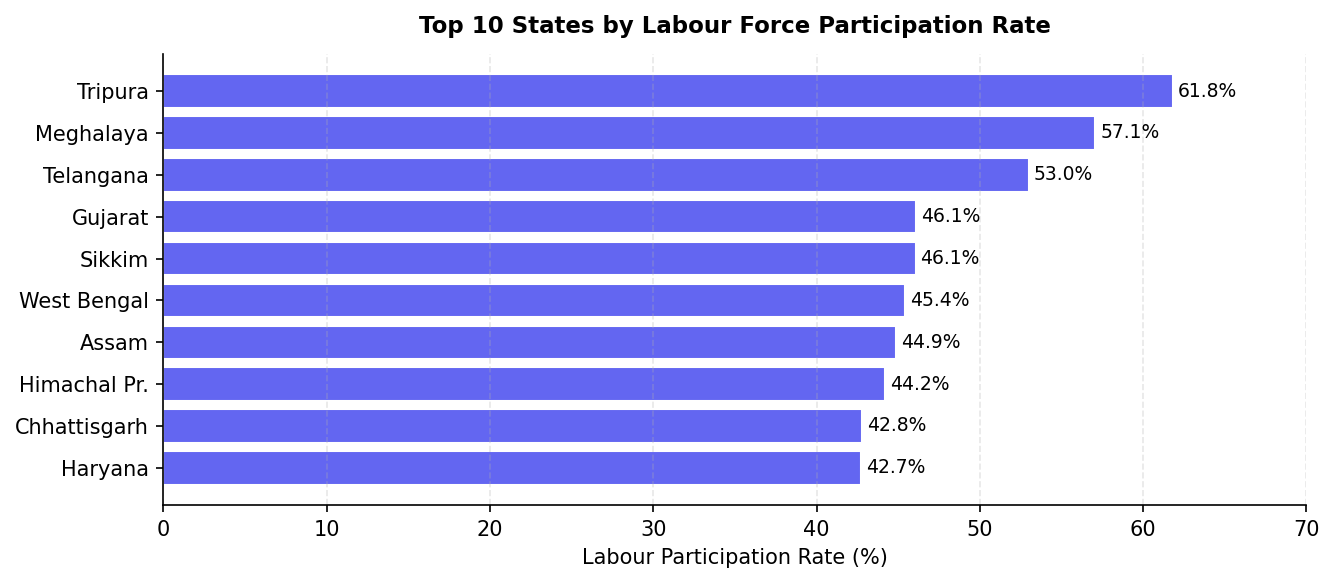 Top 10 States by Labour Force Participation Rate
Tripura 61.8%
Meghalaya 57.1%
Telangana 53.0%
Gujarat 46.1%
Sikkim 46.1%
West Bengal 45.4%
Assam 44.9%
Himachal Pr. 44.2%
Chhattisgarh 42.8%
Haryana 42.7%
0 10 20 30 40 50 60 70
Labour Participation Rate (%)